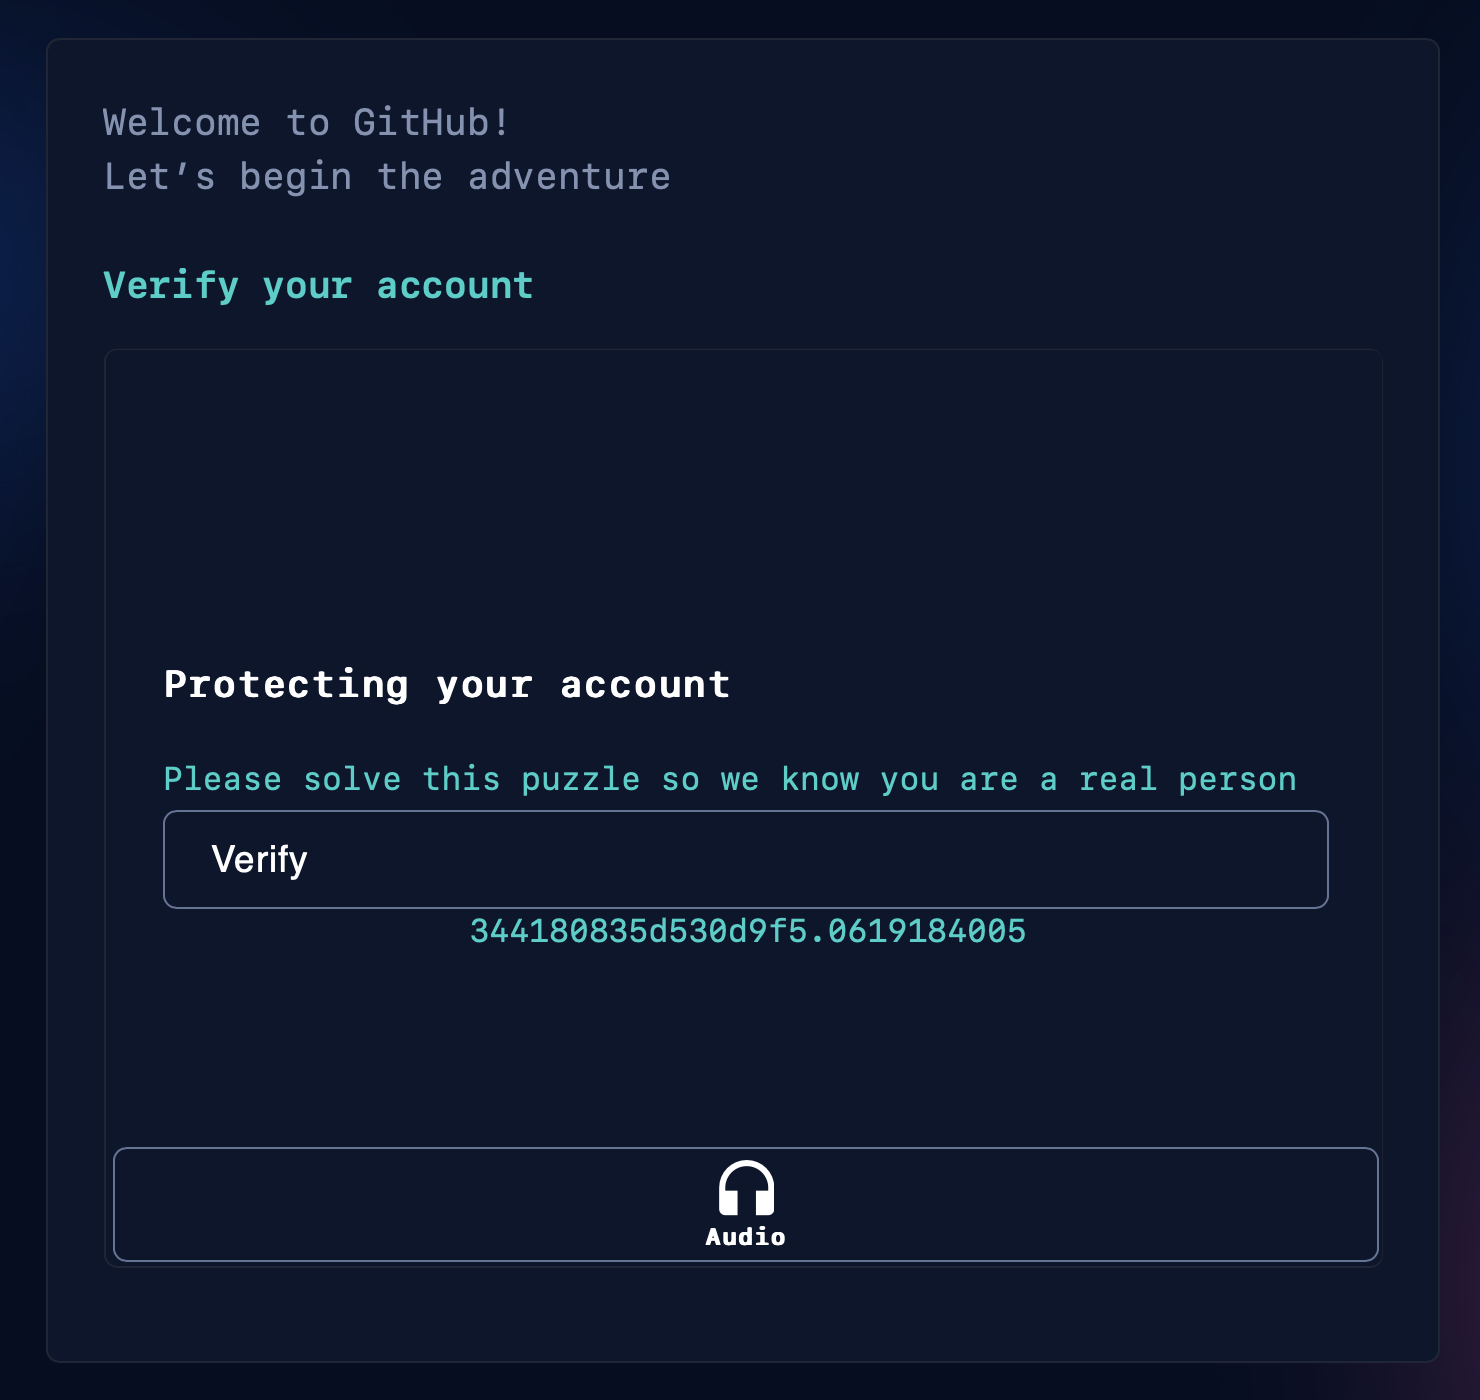 Welcome to GitHub!
Let’s begin the adventure
Verify your account
Protecting your account
Please solve this puzzle so we know you are a real person
Verify
344180835d530d9f5.0619184005
Audio